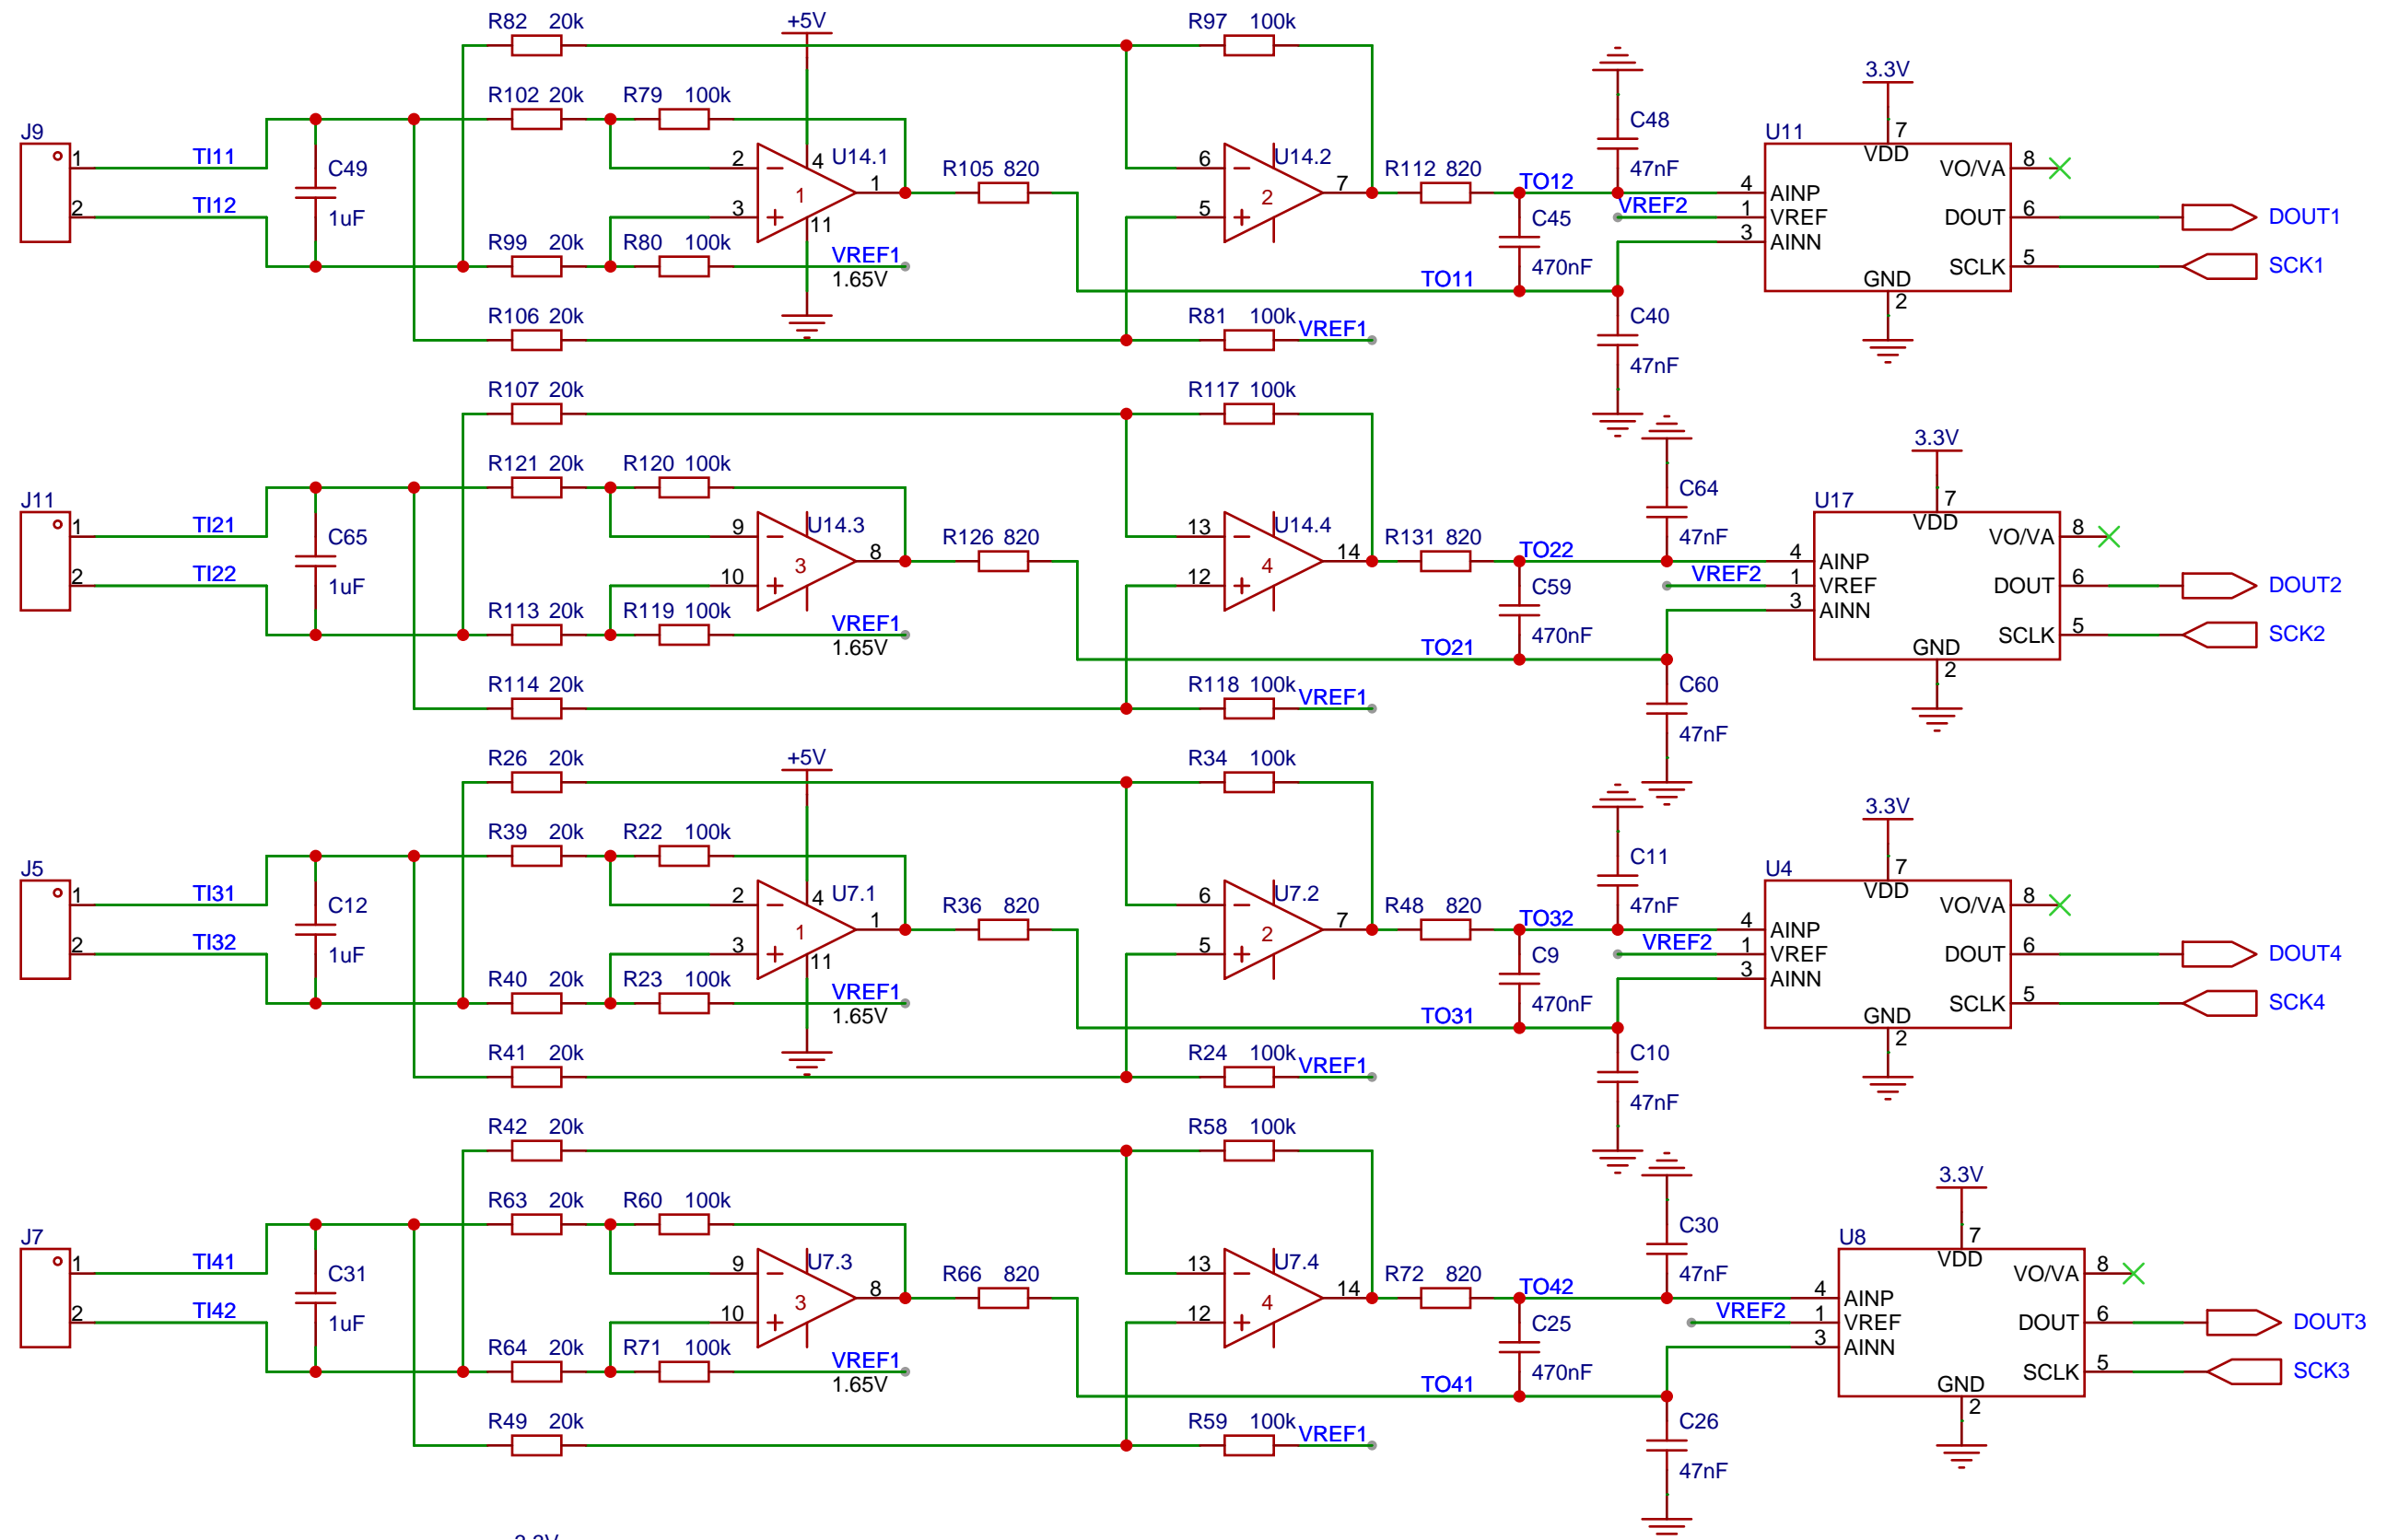 R82 20k
+5V
R97 100k
3.3V
R102 20k
R79 100k
C48
47nF
J9
1
TI11
2
TI12
C49
1uF
2
3
4
11
1
U14.1
1
R105 820
6
5
U14.2
2
7
R112 820
TO12
VREF2
C45
470nF
U11
7
VDD
4 AINP
1 VREF
3 AINN
VO/VA 8
DOUT 6
DOUT1
SCLK 5
SCK1
GND
2
R99 20k
R80 100k
VREF1
1.65V
TO11
R106 20k
R81 100k
VREF1
C40
47nF
R107 20k
R117 100k
3.3V
R121 20k
R120 100k
C64
47nF
J11
1
TI21
2
TI22
C65
1uF
9
10
U14.3
3
8
R126 820
13
12
U14.4
4
14
R131 820
TO22
VREF2
C59
470nF
U17
7
VDD
4 AINP
1 VREF
3 AINN
VO/VA 8
DOUT 6
DOUT2
SCLK 5
SCK2
GND
2
R113 20k
R119 100k
VREF1
1.65V
TO21
R114 20k
R118 100k
VREF1
C60
47nF
R26 20k
+5V
R34 100k
3.3V
R39 20k
R22 100k
C11
47nF
J5
1
TI31
2
TI32
C12
1uF
2
3
4
11
U7.1
1
1
R36 820
6
5
U7.2
2
7
R48 820
TO32
VREF2
C9
470nF
U4
7
VDD
4 AINP
1 VREF
3 AINN
VO/VA 8
DOUT 6
DOUT4
SCLK 5
SCK4
GND
2
R40 20k
R23 100k
VREF1
1.65V
TO31
R41 20k
R24 100k
VREF1
C10
47nF
R42 20k
R58 100k
3.3V
R63 20k
R60 100k
C30
47nF
J7
1
TI41
2
TI42
C31
1uF
9
10
U7.3
3
8
R66 820
13
12
U7.4
4
14
R72 820
TO42
VREF2
C25
470nF
U8
7
VDD
4 AINP
1 VREF
3 AINN
VO/VA 8
DOUT 6
DOUT3
SCLK 5
SCK3
GND
2
R64 20k
R71 100k
VREF1
1.65V
TO41
R49 20k
R59 100k
VREF1
C26
47nF